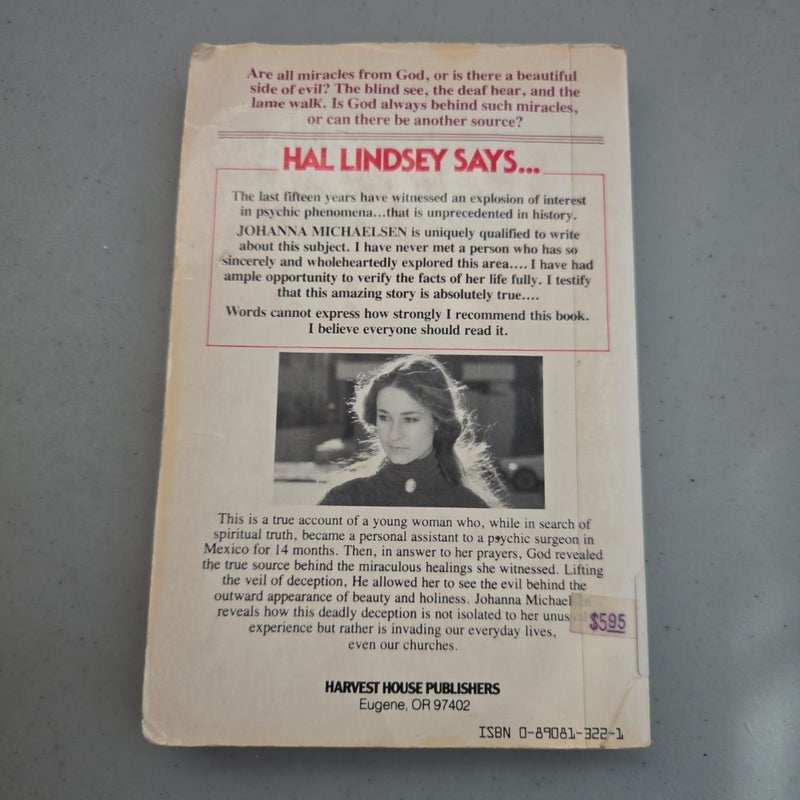 Are all miracles from God, or is there a beautiful
side of evil? The blind see, the deaf hear, and the
lame walk. Is God always behind such miracles,
or can there be another source?
HAL LINDSEY SAYS...
The last fifteen years have witnessed an explosion of interest
in psychic phenomena...that is unprecedented in history.
JOHANNA MICHAELSEN is uniquely qualified to write
about this subject. I have never met a person who has so
sincerely and wholeheartedly explored this area.... I have had
ample opportunity to verify the facts of her life fully. I testify
that this amazing story is absolutely true....
Words cannot express how strongly I recommend this book.
I believe everyone should read it.
This is a true account of a young woman who, while in search of
spiritual truth, became a personal assistant to a psychic surgeon in
Mexico for 14 months. Then, in answer to her prayers, God revealed
the true source behind the miraculous healings she witnessed. Lifting
the veil of deception, He allowed her to see the evil behind the
outward appearance of beauty and holiness. Johanna
reveals how this deadly deception is not isolated to her
experience but rather is invading our everyday lives,
even our churches.
$5.95
HARVEST HOUSE PUBLISHERS
Eugene, OR 97402
ISBN 0-89081-322-1